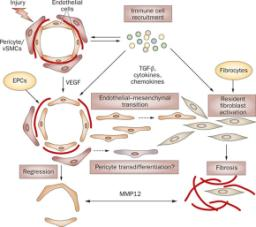 Injury
Endothelial
cells
Immune cell
recruitment
Pericyte/
vSMCs
TGF-β,
cytokines,
chemokines
Fibrocytes
EPCs
VEGF
Endothelial–mesenchymal
transition
Resident
fibroblast
activation
Regression
Pericyte transdifferentiation?
Fibrosis
MMP12